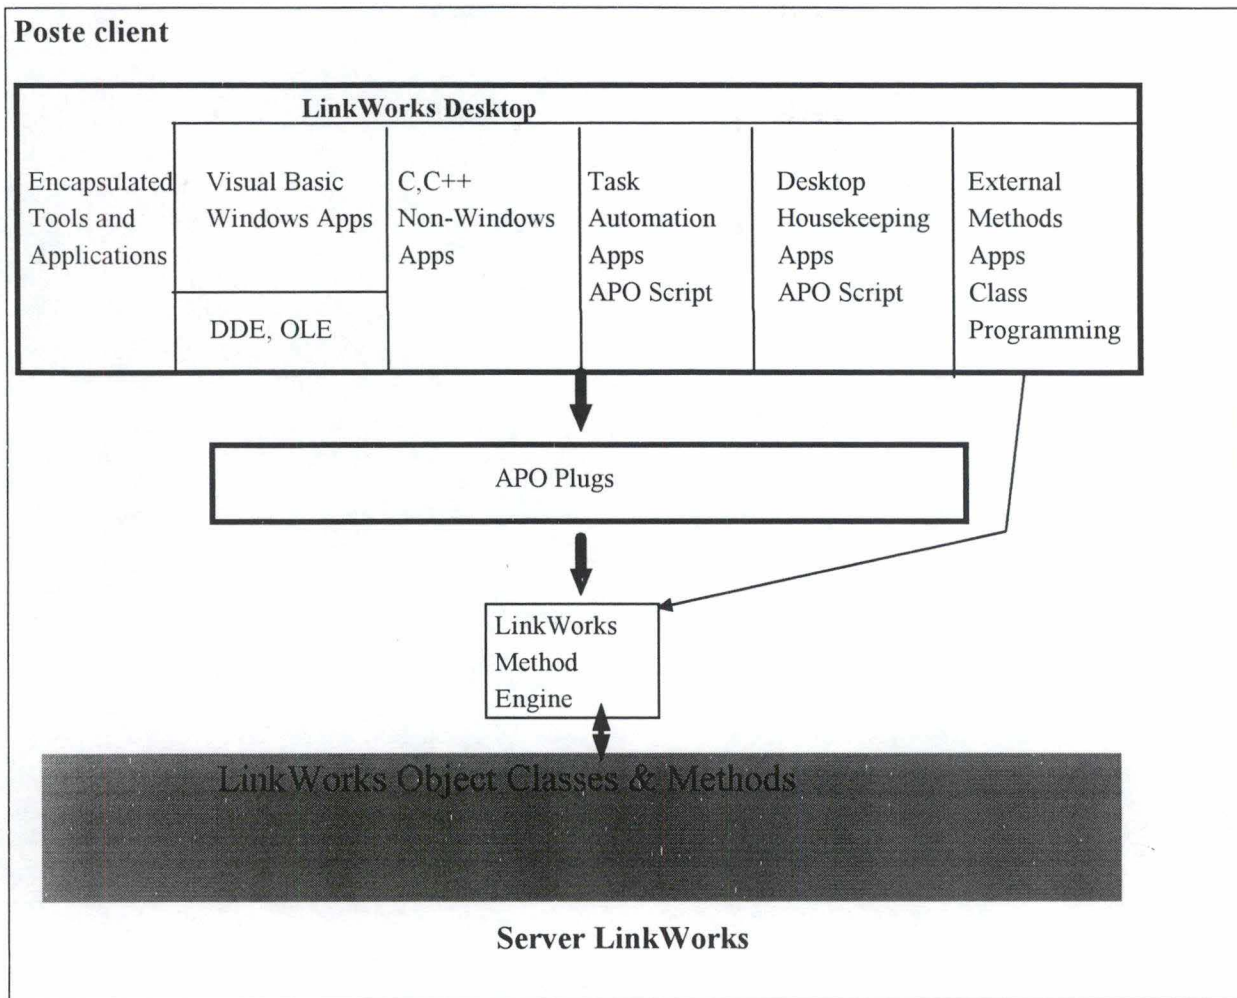 Poste client
LinkWorks Desktop
Encapsulated
Tools and
Applications
Visual Basic
Windows Apps
DDE, OLE
C,C++
Non-Windows
Apps
Task
Automation
Apps
APO Script
Desktop
Housekeeping
Apps
APO Script
External
Methods
Apps
Class
Programming
APO Plugs
LinkWorks
Method
Engine
LinkWorks Object Classes & Methods
Server LinkWorks